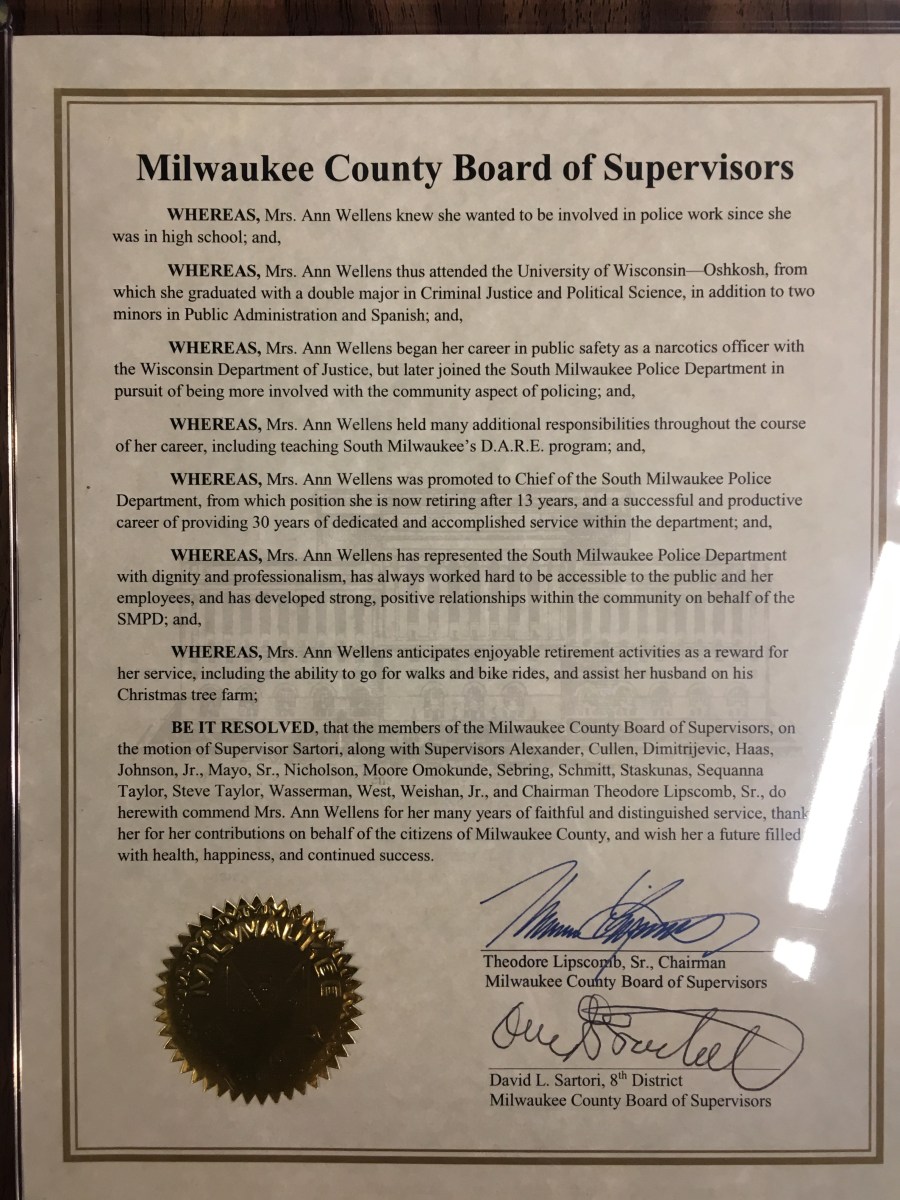 Milwaukee County Board of Supervisors
WHEREAS, Mrs. Ann Wellens knew she wanted to be involved in police work since she
was in high school; and,
WHEREAS, Mrs. Ann Wellens thus attended the University of Wisconsin—Oshkosh, from
which she graduated with a double major in Criminal Justice and Political Science, in addition to two
minors in Public Administration and Spanish; and,
WHEREAS, Mrs. Ann Wellens began her career in public safety as a narcotics officer with
the Wisconsin Department of Justice, but later joined the South Milwaukee Police Department in
pursuit of being more involved with the community aspect of policing; and,
WHEREAS, Mrs. Ann Wellens held many additional responsibilities throughout the course
of her career, including teaching South Milwaukee's D.A.R.E. program; and,
WHEREAS, Mrs. Ann Wellens was promoted to Chief of the South Milwaukee Police
Department, from which position she is now retiring after 13 years, and a successful and productive
career of providing 30 years of dedicated and accomplished service within the department; and,
WHEREAS, Mrs. Ann Wellens has represented the South Milwaukee Police Department
with dignity and professionalism, has always worked hard to be accessible to the public and her
employees, and has developed strong, positive relationships within the community on behalf of the
SMPD; and,
WHEREAS, Mrs. Ann Wellens anticipates enjoyable retirement activities as a reward for
her service, including the ability to go for walks and bike rides, and assist her husband on his
Christmas tree farm;
BE IT RESOLVED, that the members of the Milwaukee County Board of Supervisors, on
the motion of Supervisor Sartori, along with Supervisors Alexander, Cullen, Dimitrijevic, Haas,
Johnson, Jr., Mayo, Sr., Nicholson, Moore Omokunde, Sebring, Schmitt, Staskunas, Sequanna
Taylor, Steve Taylor, Wasserman, West, Weishan, Jr., and Chairman Theodore Lipscomb, Sr., do
herewith commend Mrs. Ann Wellens for her many years of faithful and distinguished service, thank
her for her contributions on behalf of the citizens of Milwaukee County, and wish her a future filled
with health, happiness, and continued success.
MILWAUKEE
Theodore Lipscomb, Sr., Chairman
Milwaukee County Board of Supervisors
David L. Sartori, 8th District
Milwaukee County Board of Supervisors